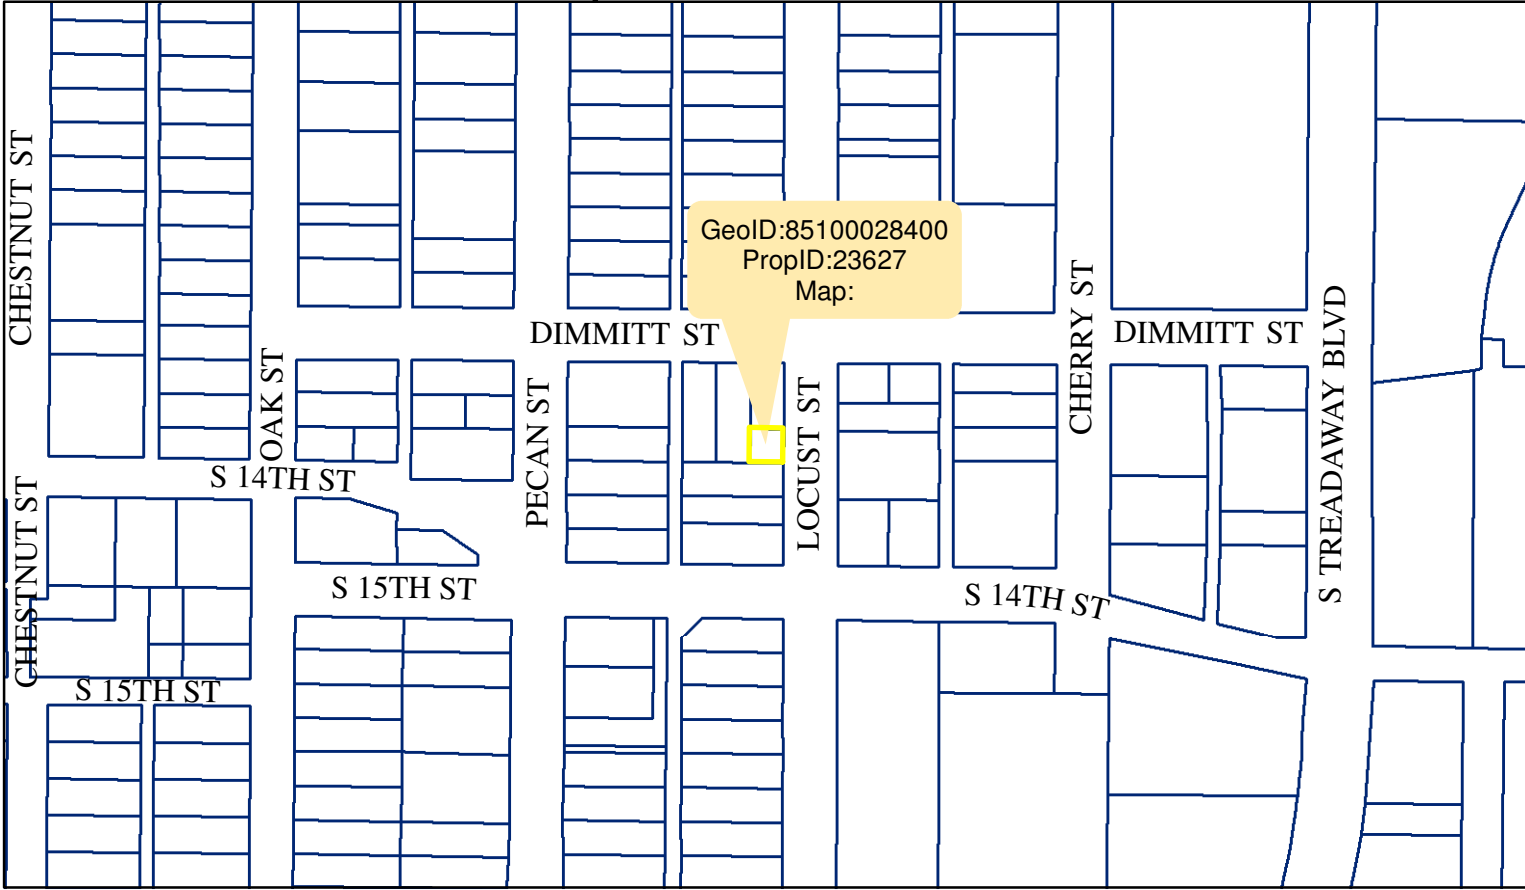 CHESTNUT ST
GeoID:85100028400
PropID:23627
Map:
DIMMITT ST
CHERRY ST
DIMMITT ST
S TREADAWAY BLVD
OAK ST
PECAN ST
LOCUST ST
S 14TH ST
CHESTNUT ST
S 15TH ST
S 14TH ST
S 15TH ST